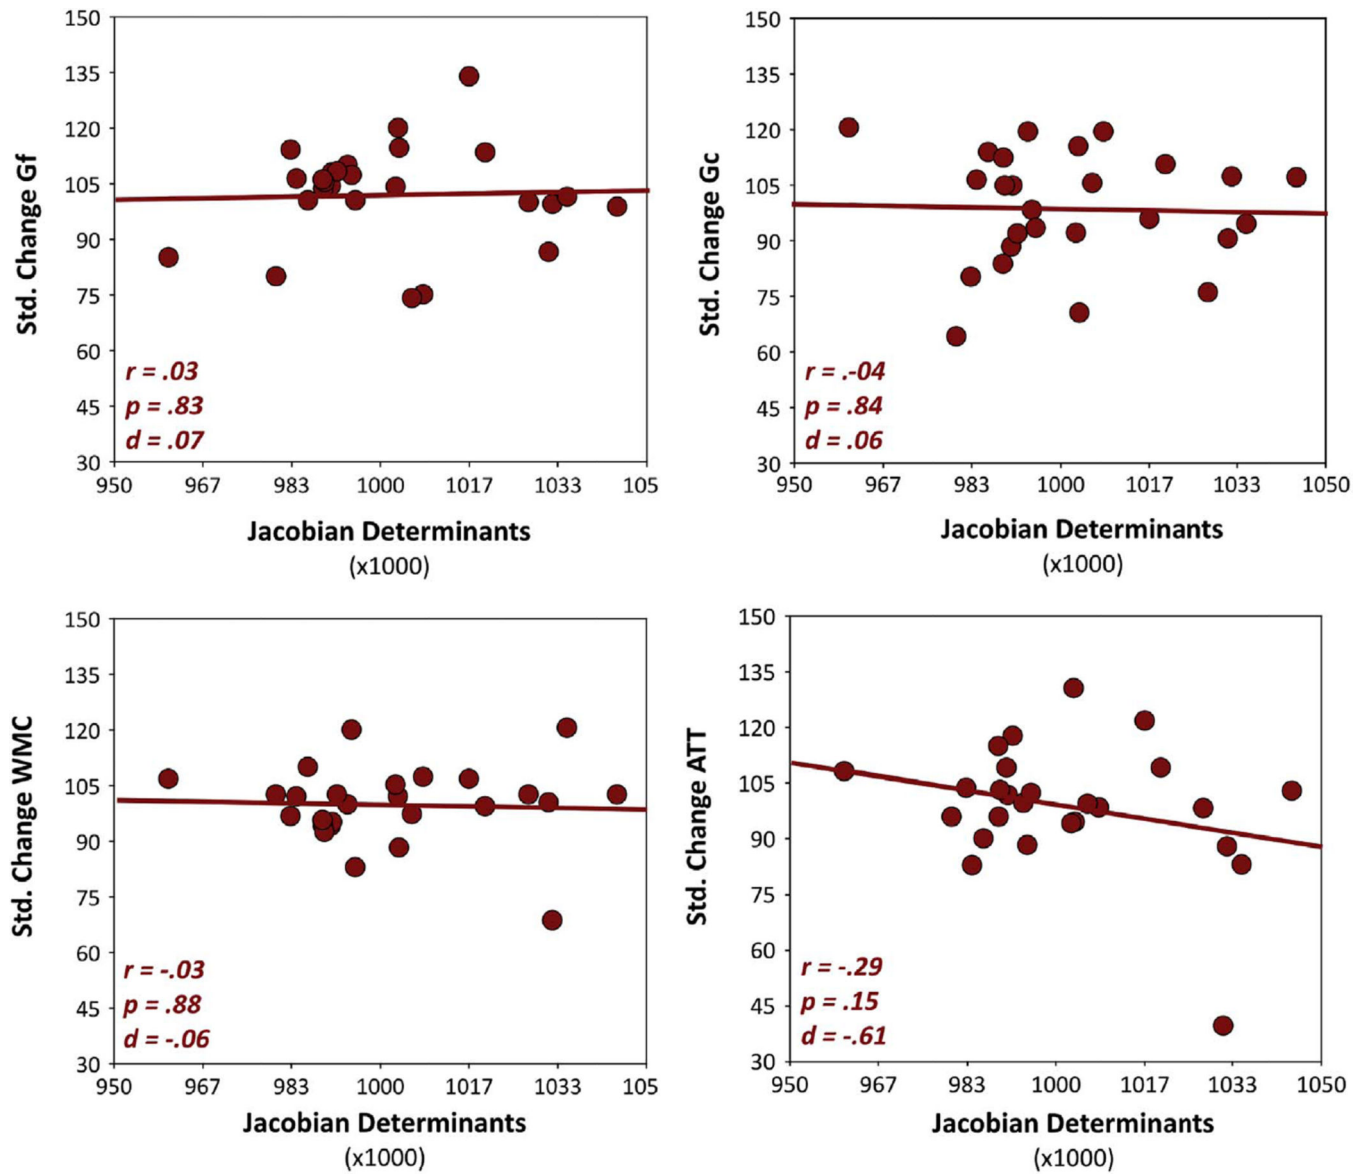 150
135
120
105
90
75
60
45
30
Std. Change Gf
r = .03
p = .83
d = .07
950 967 983 1000 1017 1033 105
Jacobian Determinants
(x1000)
150
135
120
105
90
75
60
45
30
Std. Change Gc
r = .-04
p = .84
d = .06
950 967 983 1000 1017 1033 1050
Jacobian Determinants
(x1000)
150
135
120
105
90
75
60
45
30
Std. Change WMC
r = -.03
p = .88
d = -.06
950 967 983 1000 1017 1033 105
Jacobian Determinants
(x1000)
150
135
120
105
90
75
60
45
30
Std. Change ATT
r = -.29
p = .15
d = -.61
950 967 983 1000 1017 1033 1050
Jacobian Determinants
(x1000)